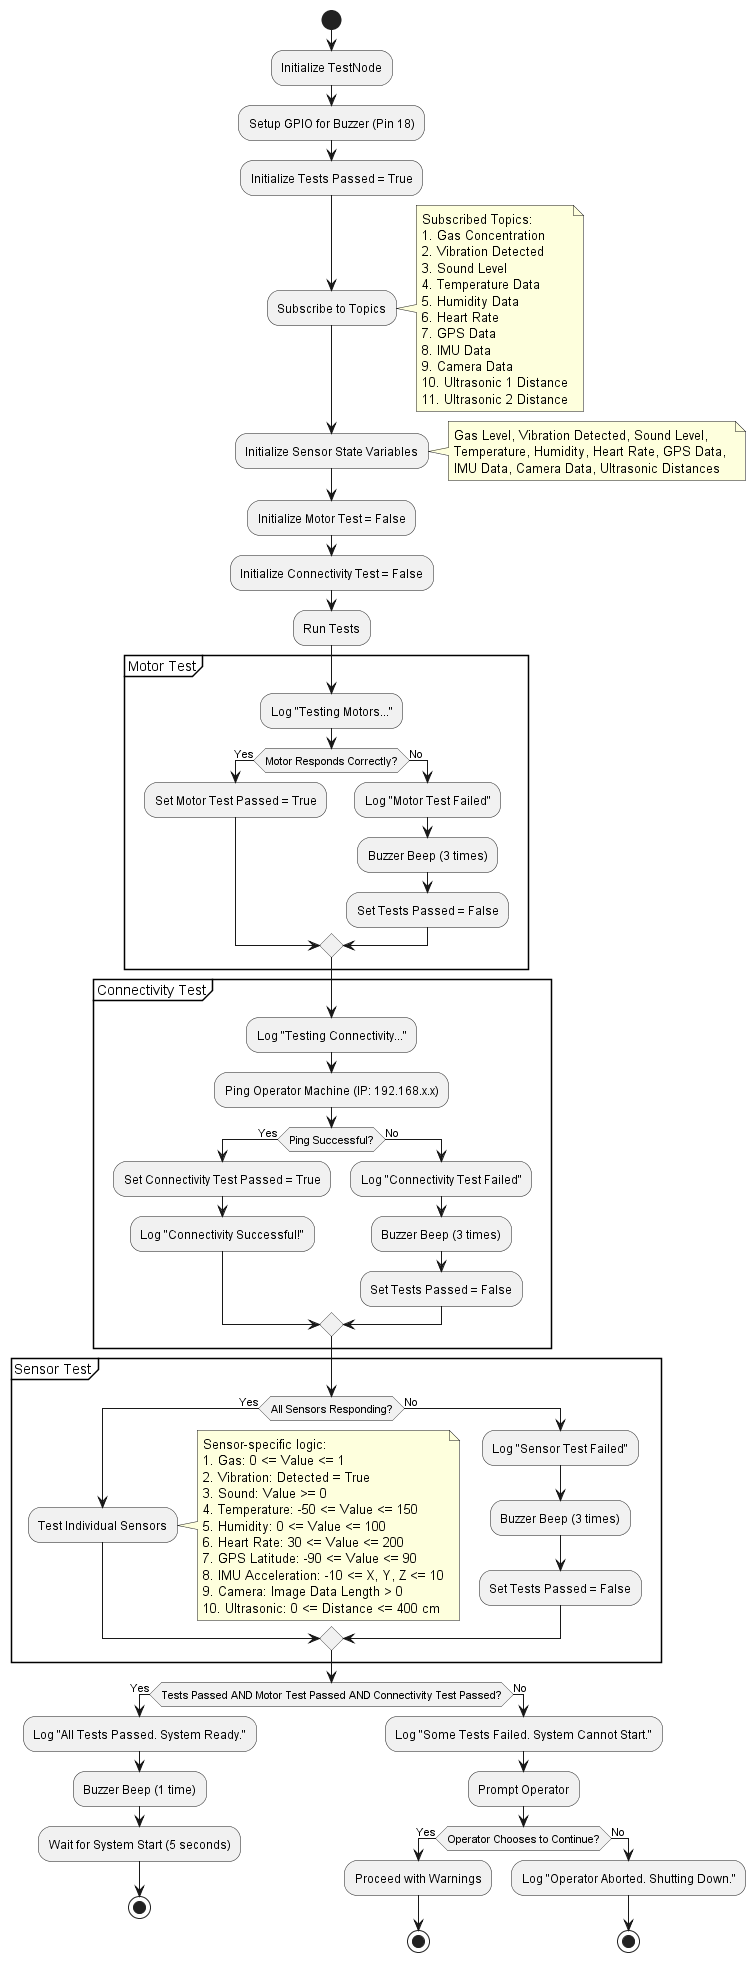 Initialize TestNode
Setup GPIO for Buzzer (Pin 18)
Initialize Tests Passed = True
Subscribed Topics:
1. Gas Concentration
2. Vibration Detected
3. Sound Level
4. Temperature Data
5. Humidity Data
6. Heart Rate
7. GPS Data
8. IMU Data
9. Camera Data
10. Ultrasonic 1 Distance
11. Ultrasonic 2 Distance
Subscribe to Topics
Gas Level, Vibration Detected, Sound Level,
Temperature, Humidity, Heart Rate, GPS Data,
IMU Data, Camera Data, Ultrasonic Distances
Initialize Sensor State Variables
Initialize Motor Test = False
Initialize Connectivity Test = False
Run Tests
Motor Test
Log "Testing Motors..."
Motor Responds Correctly?
Yes
No
Set Motor Test Passed = True
Log "Motor Test Failed"
Buzzer Beep (3 times)
Set Tests Passed = False
Connectivity Test
Log "Testing Connectivity..."
Ping Operator Machine (IP: 192.168.x.x)
Ping Successful?
Yes
No
Set Connectivity Test Passed = True
Log "Connectivity Successful!"
Log "Connectivity Test Failed"
Buzzer Beep (3 times)
Set Tests Passed = False
Sensor Test
All Sensors Responding?
Yes
No
Sensor-specific logic:
1. Gas: 0 <= Value <= 1
2. Vibration: Detected = True
3. Sound: Value >= 0
4. Temperature: -50 <= Value <= 150
5. Humidity: 0 <= Value <= 100
6. Heart Rate: 30 <= Value <= 200
7. GPS Latitude: -90 <= Value <= 90
8. IMU Acceleration: -10 <= X, Y, Z <= 10
9. Camera: Image Data Length > 0
10. Ultrasonic: 0 <= Distance <= 400 cm
Test Individual Sensors
Log "Sensor Test Failed"
Buzzer Beep (3 times)
Set Tests Passed = False
Tests Passed AND Motor Test Passed AND Connectivity Test Passed?
Yes
No
Log "All Tests Passed. System Ready."
Buzzer Beep (1 time)
Wait for System Start (5 seconds)
Log "Some Tests Failed. System Cannot Start."
Prompt Operator
Operator Chooses to Continue?
Yes
No
Proceed with Warnings
Log "Operator Aborted. Shutting Down."